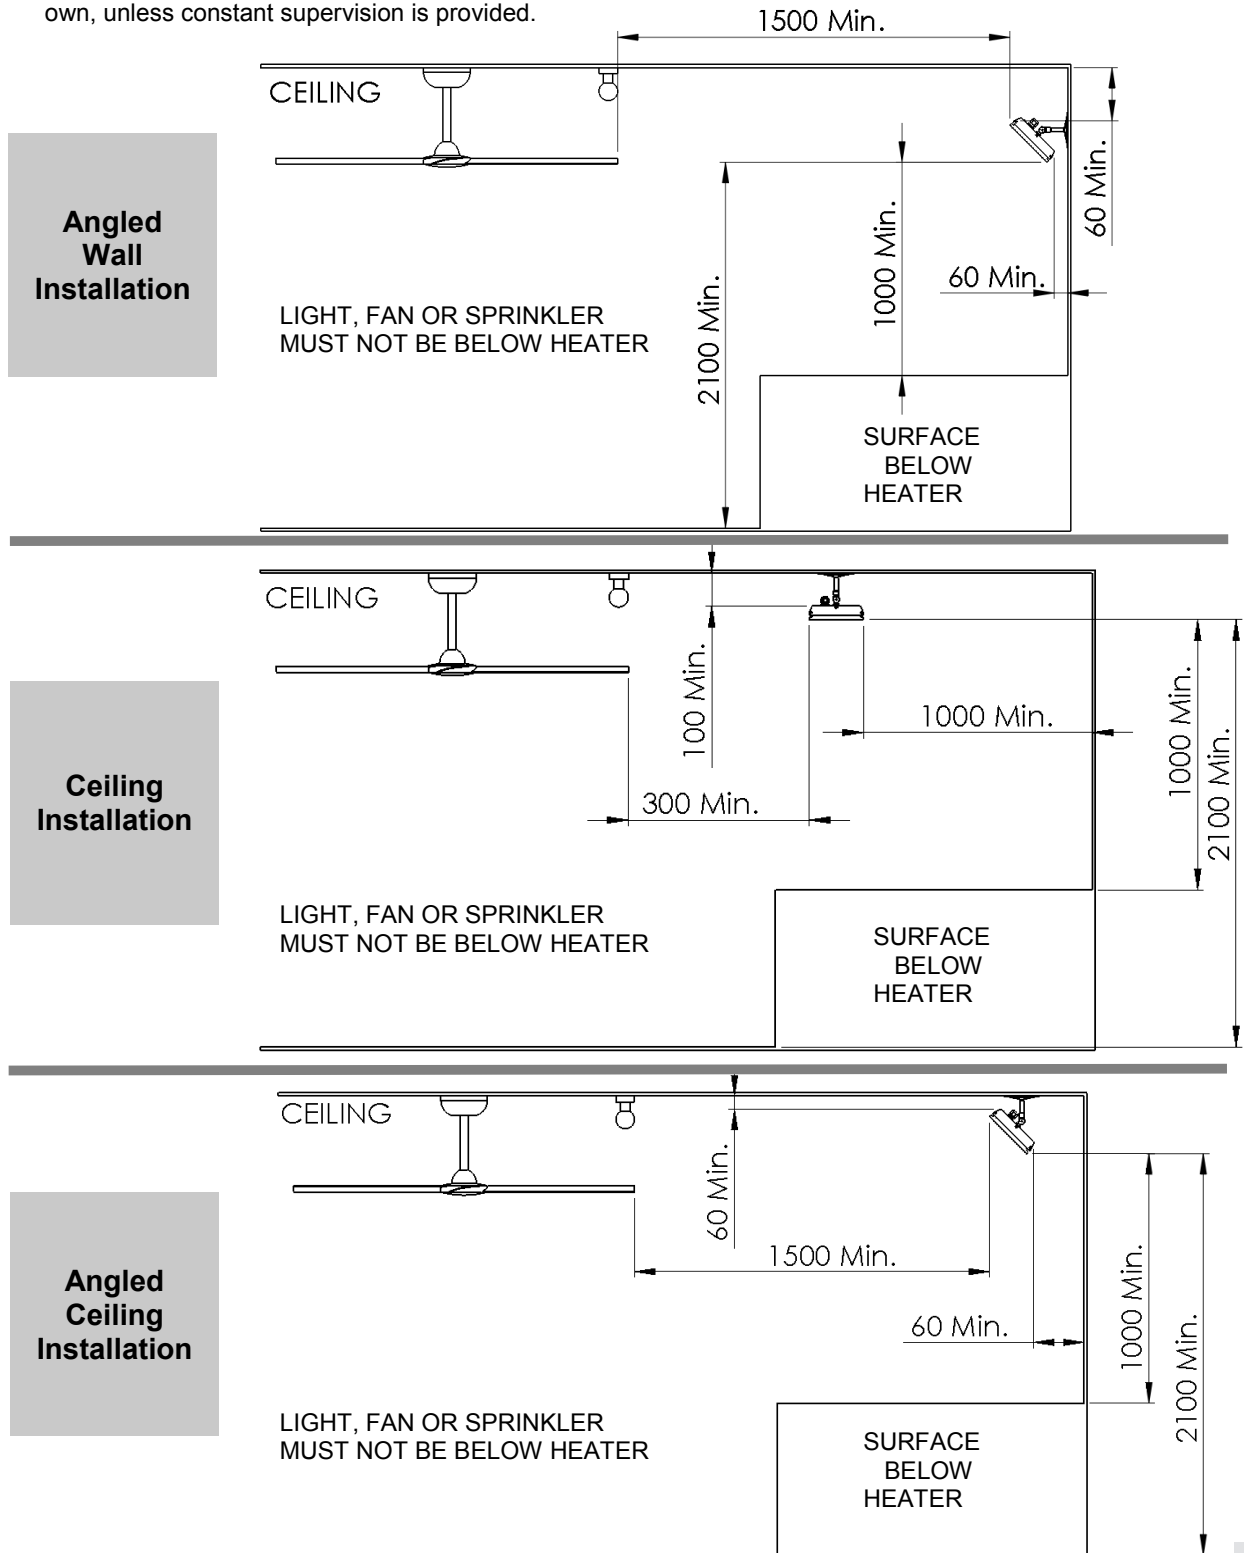 own, unless constant supervision is provided.
1500 Min.
CEILING
60 Min.
Angled
Wall
Installation
1000 Min.
60 Min.
2100 Min.
LIGHT, FAN OR SPRINKLER
MUST NOT BE BELOW HEATER
SURFACE
BELOW
HEATER
CEILING
100 Min.
1000 Min.
1000 Min.
2100 Min.
Ceiling
Installation
300 Min.
LIGHT, FAN OR SPRINKLER
MUST NOT BE BELOW HEATER
SURFACE
BELOW
HEATER
CEILING
60 Min.
1500 Min.
Angled
Ceiling
Installation
60 Min.
1000 Min.
2100 Min.
LIGHT, FAN OR SPRINKLER
MUST NOT BE BELOW HEATER
SURFACE
BELOW
HEATER